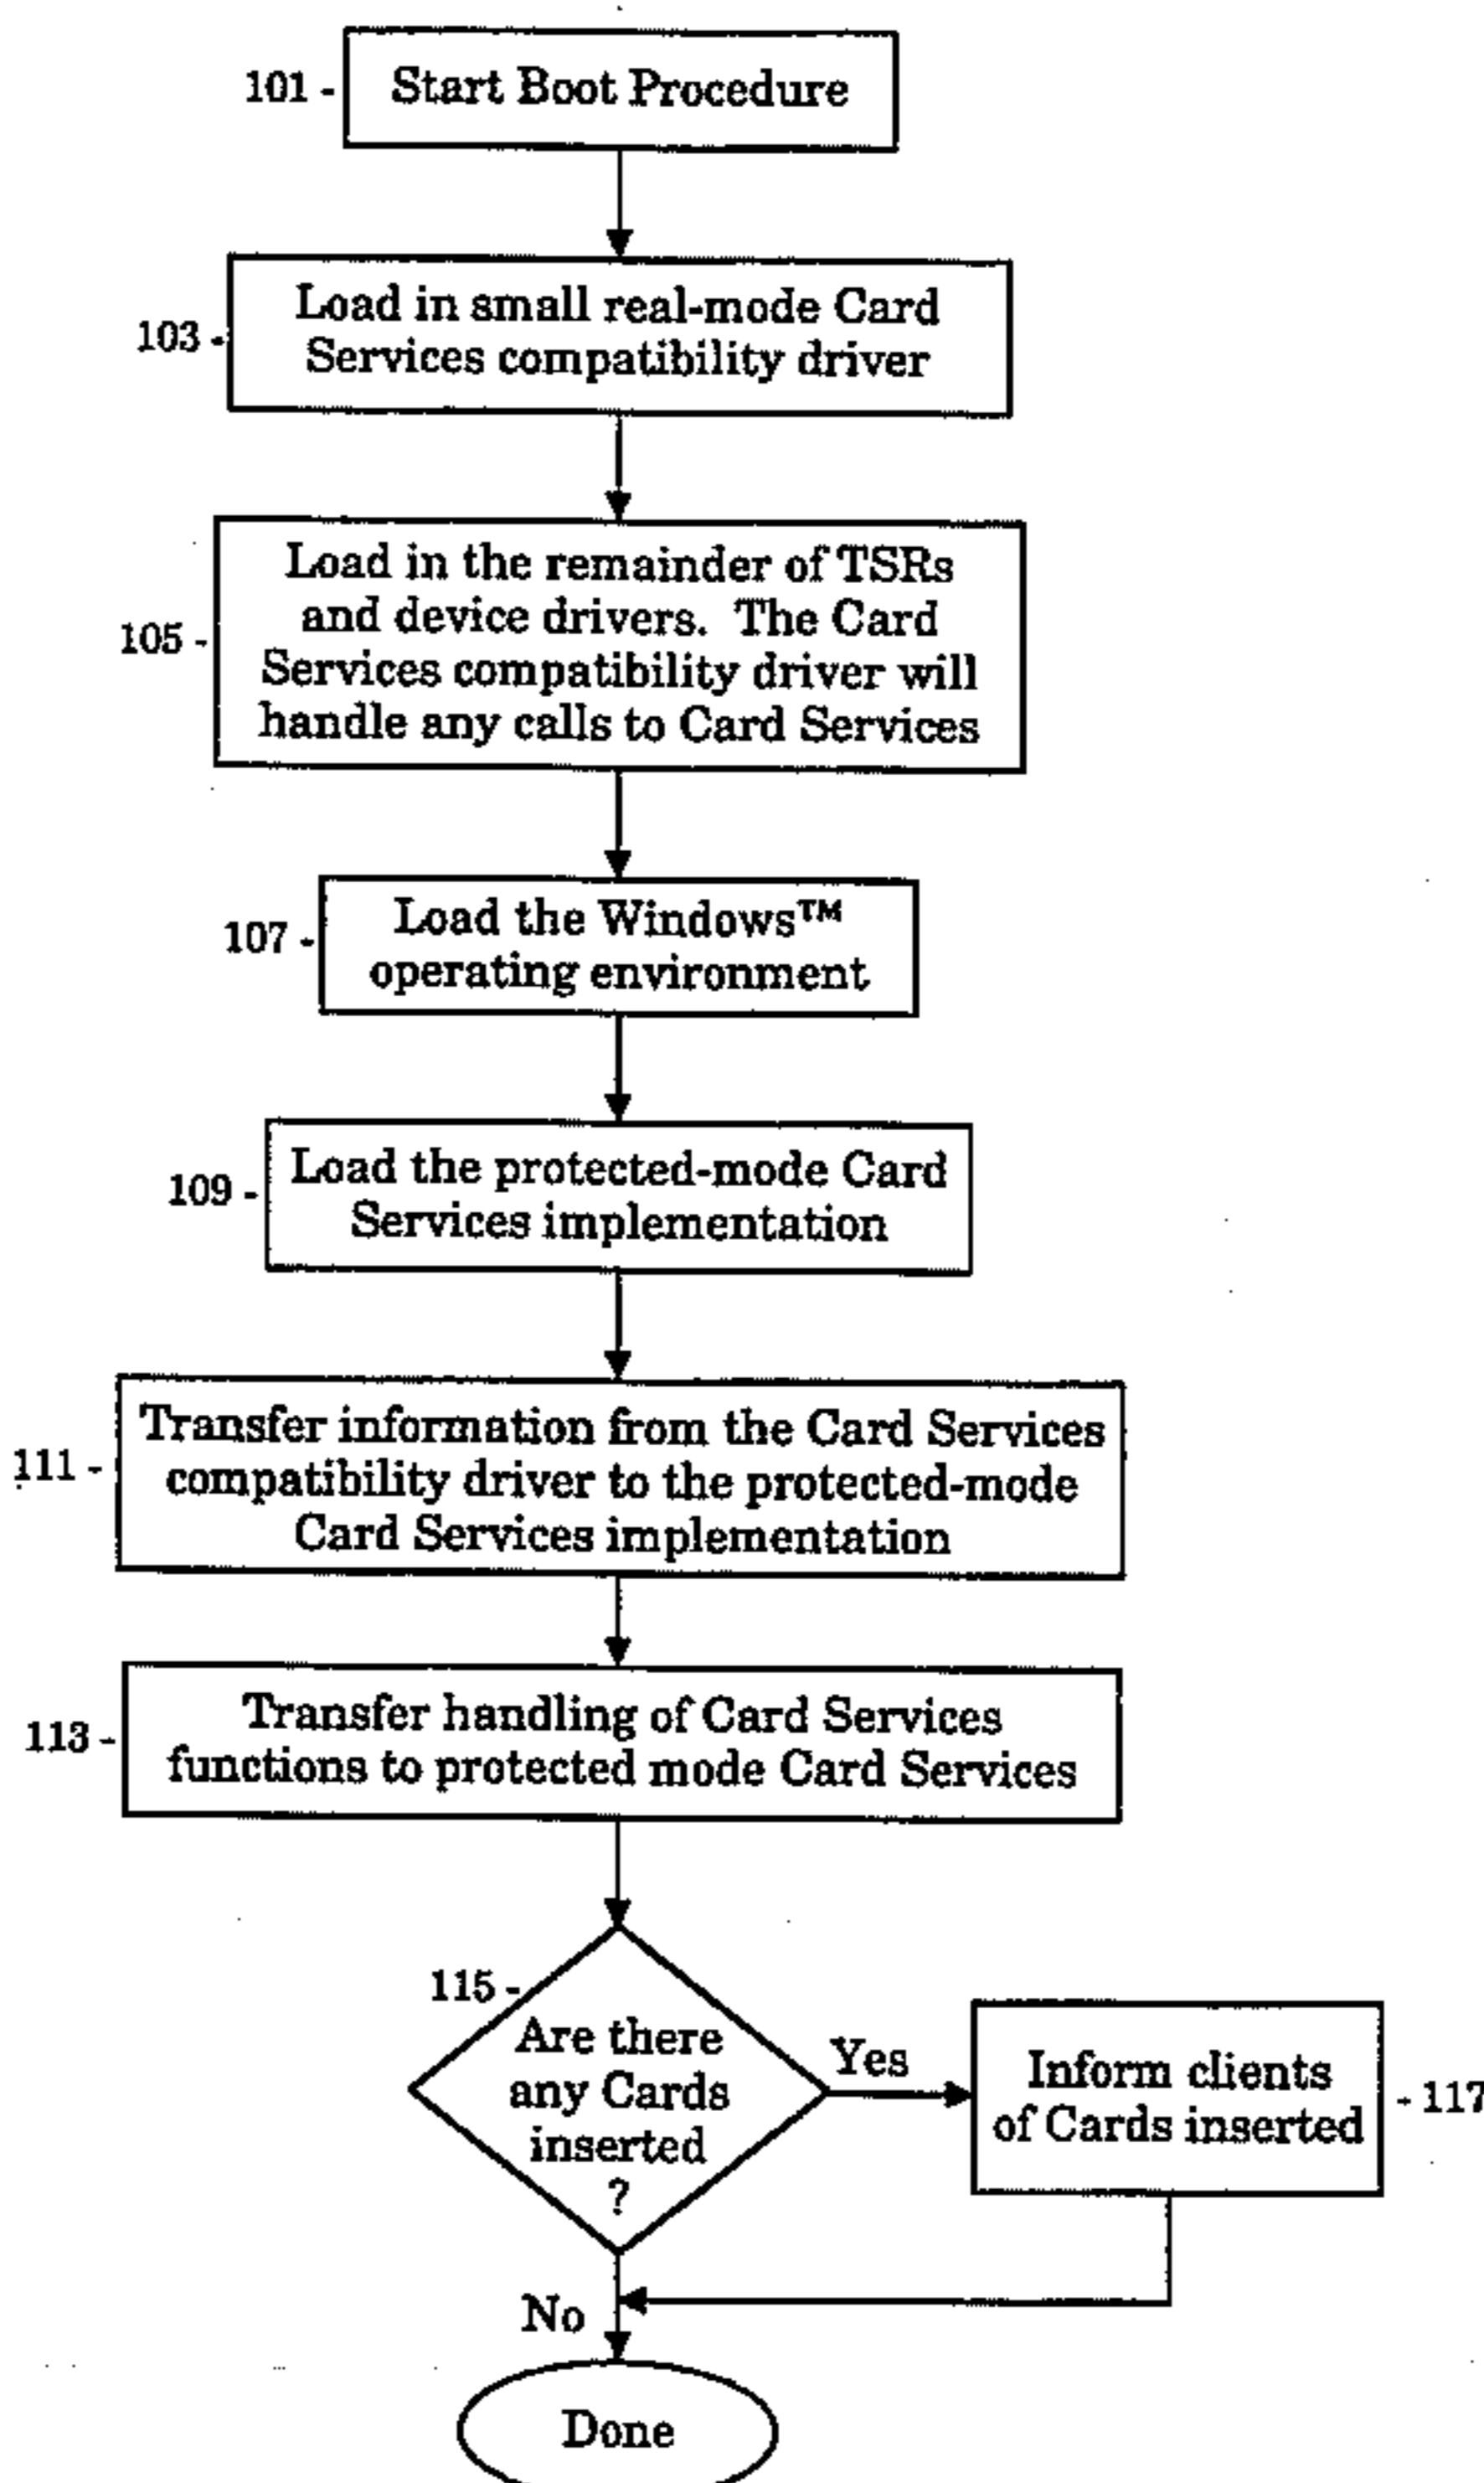 101 - Start Boot Procedure
103 - Load in small real-mode Card
Services compatibility driver
105 - Load in the remainder of TSRs
and device drivers. The Card
Services compatibility driver will
handle any calls to Card Services
107 - Load the Windows™
operating environment
109 - Load the protected-mode Card
Services implementation
111 - Transfer information from the Card Services
compatibility driver to the protected-mode
Card Services implementation
113 - Transfer handling of Card Services
functions to protected mode Card Services
115 -
Are there
any Cards
inserted
?
Yes
Inform clients
of Cards inserted
- 117
No
Done